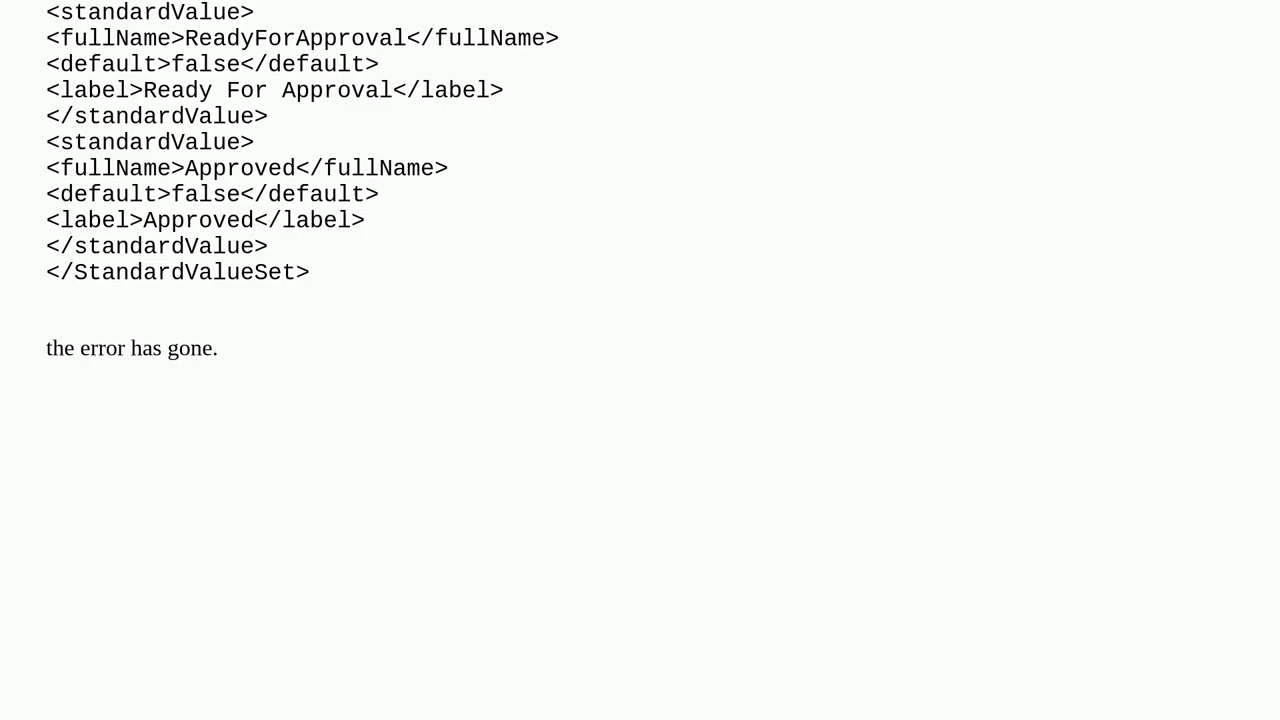 <standardValue>
<fullName>ReadyForApproval</fullName>
<default>false</default>
<label>Ready For Approval</label>
</standardValue>
<standardValue>
<fullName>Approved</fullName>
<default>false</default>
<label>Approved</label>
</standardValue>
</StandardValueSet>
the error has gone.